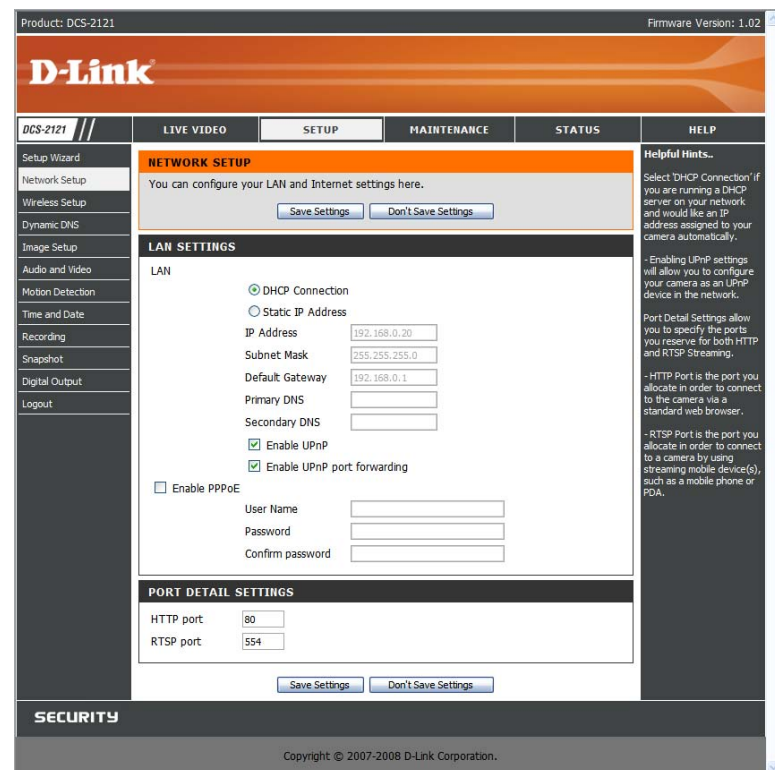 Product: DCS-2121 Firmware Version: 1.02
D-Link
DCS-2121 LIVE VIDEO SETUP MAINTENANCE STATUS HELP
Setup Wizard
Network Setup
Wireless Setup
Dynamic DNS
Image Setup
Audio and Video
Motion Detection
Time and Date
Recording
Snapshot
Digital Output
Logout
NETWORK SETUP
You can configure your LAN and Internet settings here.
Save Settings Don't Save Settings
LAN SETTINGS
LAN
DHCP Connection
Static IP Address
IP Address 192.168.0.20
Subnet Mask 255.255.255.0
Default Gateway 192.168.0.1
Primary DNS
Secondary DNS
Enable UPnP
Enable UPnP port forwarding
Enable PPPoE
User Name
Password
Confirm password
PORT DETAIL SETTINGS
HTTP port 80
RTSP port 554
Save Settings Don't Save Settings
Helpful Hints..
Select 'DHCP Connection' if
you are running a DHCP
server on your network
and would like an IP
address assigned to your
camera automatically.
- Enabling UPnP settings
will allow you to configure
your camera as an UPnP
device in the network.
Port Detail Settings allow
you to specify the ports
you reserve for both HTTP
and RTSP Streaming.
- HTTP Port is the port you
allocate in order to connect
to the camera via a
standard web browser.
- RTSP Port is the port you
allocate in order to connect
to a camera by using
streaming mobile device(s),
such as a mobile phone or
PDA.
SECURITY
Copyright © 2007-2008 D-Link Corporation.